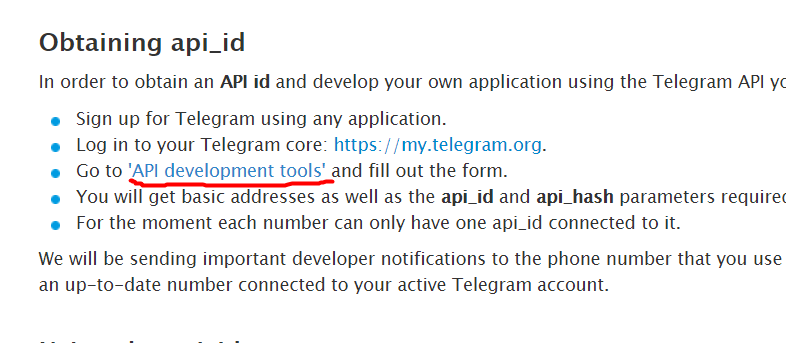 Obtaining api_id
In order to obtain an API id and develop your own application using the Telegram API
Sign up for Telegram using any application.
Log in to your Telegram core: https://my.telegram.org.
Go to 'API development tools' and fill out the form.
You will get basic addresses as well as the api_id and api_hash parameters required
For the moment each number can only have one api_id connected to it.
We will be sending important developer notifications to the phone number that you use
an up-to-date number connected to your active Telegram account.